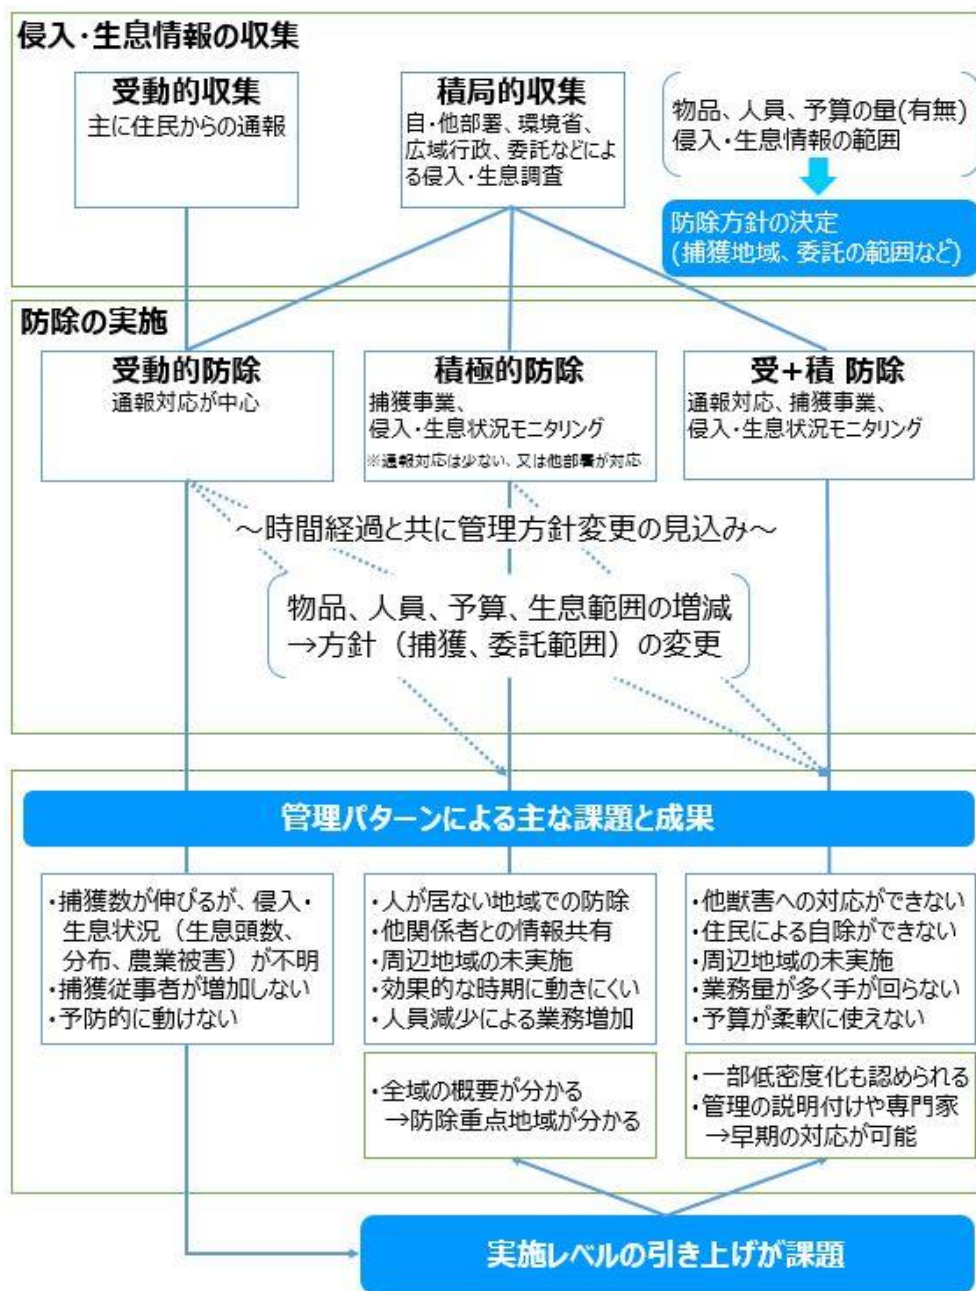 侵入・生息情報の収集
受動的収集
主に住民からの通報
積局的収集
自・他部署、環境省、
広域行政、委託などによ
る侵入・生息調査
物品、人員、予算の量(有無)
侵入・生息情報の範囲
防除方針の決定
(捕獲地域、委託の範囲など)
防除の実施
受動的防除
通報対応が中心
積極的防除
捕獲事業、
侵入・生息状況モニタリング
※通報対応は少ない、又は他部署が対応
受+積 防除
通報対応、捕獲事業、
侵入・生息状況モニタリング
～時間経過と共に管理方針変更の見込み～
物品、人員、予算、生息範囲の増減
→方針（捕獲、委託範囲）の変更
管理パターンによる主な課題と成果
・捕獲数が伸びるが、侵入・
生息状況（生息頭数、
分布、農業被害）が不明
・捕獲従事者が増加しない
・予防的に動けない
・人が居ない地域での防除
・他関係者との情報共有
・周辺地域の未実施
・効果的な時期に動きにくい
・人員減少による業務増加
・他獣害への対応ができない
・住民による自除ができない
・周辺地域の未実施
・業務量が多く手が回らない
・予算が柔軟に使えない
・全域の概要が分かる
→防除重点地域が分かる
・一部低密度化も認められる
・管理の説明付けや専門家
→早期の対応が可能
実施レベルの引き上げが課題